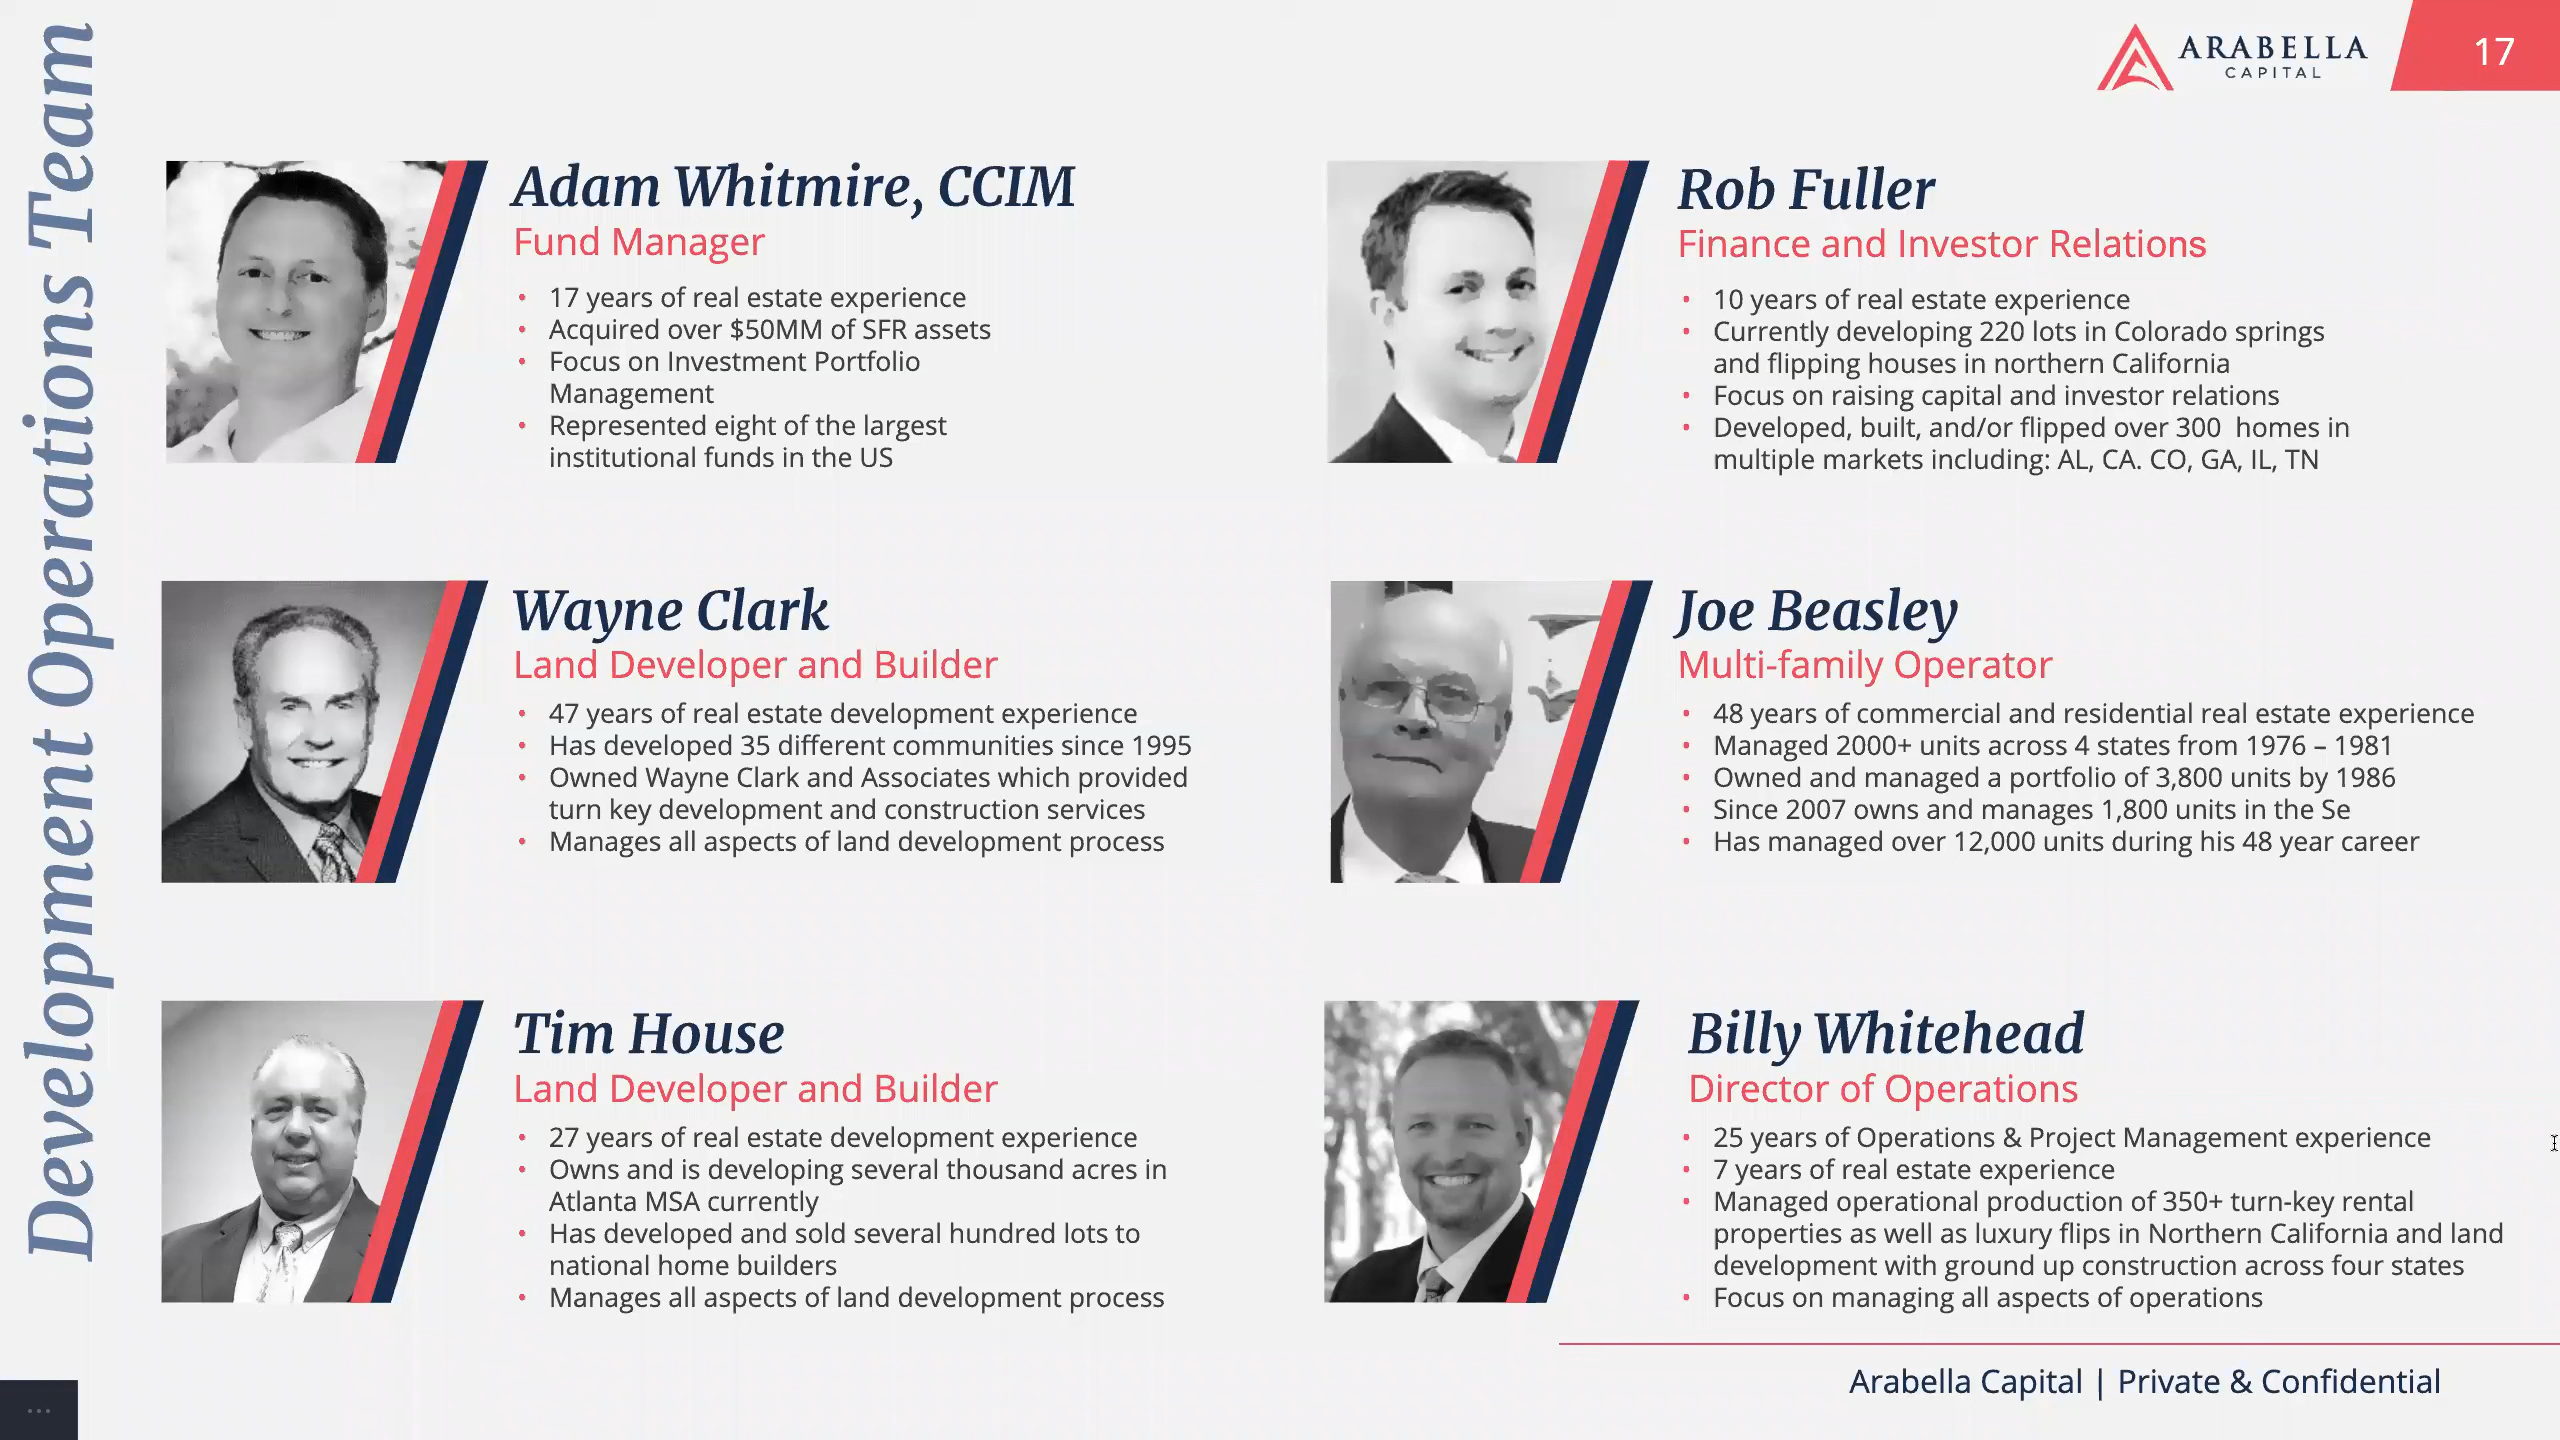 Development Operations Team
ARABELLA
CAPITAL
17
Adam Whitmire, CCIM
Fund Manager
• 17 years of real estate experience
• Acquired over $50MM of SFR assets
• Focus on Investment Portfolio
Management
• Represented eight of the largest
institutional funds in the US
Rob Fuller
Finance and Investor Relations
• 10 years of real estate experience
• Currently developing 220 lots in Colorado springs
and flipping houses in northern California
• Focus on raising capital and investor relations
• Developed, built, and/or flipped over 300  homes in
multiple markets including: AL, CA. CO, GA, IL, TN
Wayne Clark
Land Developer and Builder
• 47 years of real estate development experience
• Has developed 35 different communities since 1995
• Owned Wayne Clark and Associates which provided
turn key development and construction services
• Manages all aspects of land development process
Joe Beasley
Multi-family Operator
• 48 years of commercial and residential real estate experience
• Managed 2000+ units across 4 states from 1976 – 1981
• Owned and managed a portfolio of 3,800 units by 1986
• Since 2007 owns and manages 1,800 units in the Se
• Has managed over 12,000 units during his 48 year career
Tim House
Land Developer and Builder
• 27 years of real estate development experience
• Owns and is developing several thousand acres in
Atlanta MSA currently
• Has developed and sold several hundred lots to
national home builders
• Manages all aspects of land development process
Billy Whitehead
Director of Operations
• 25 years of Operations & Project Management experience
• 7 years of real estate experience
• Managed operational production of 350+ turn-key rental
properties as well as luxury flips in Northern California and land
development with ground up construction across four states
• Focus on managing all aspects of operations
Arabella Capital | Private & Confidential